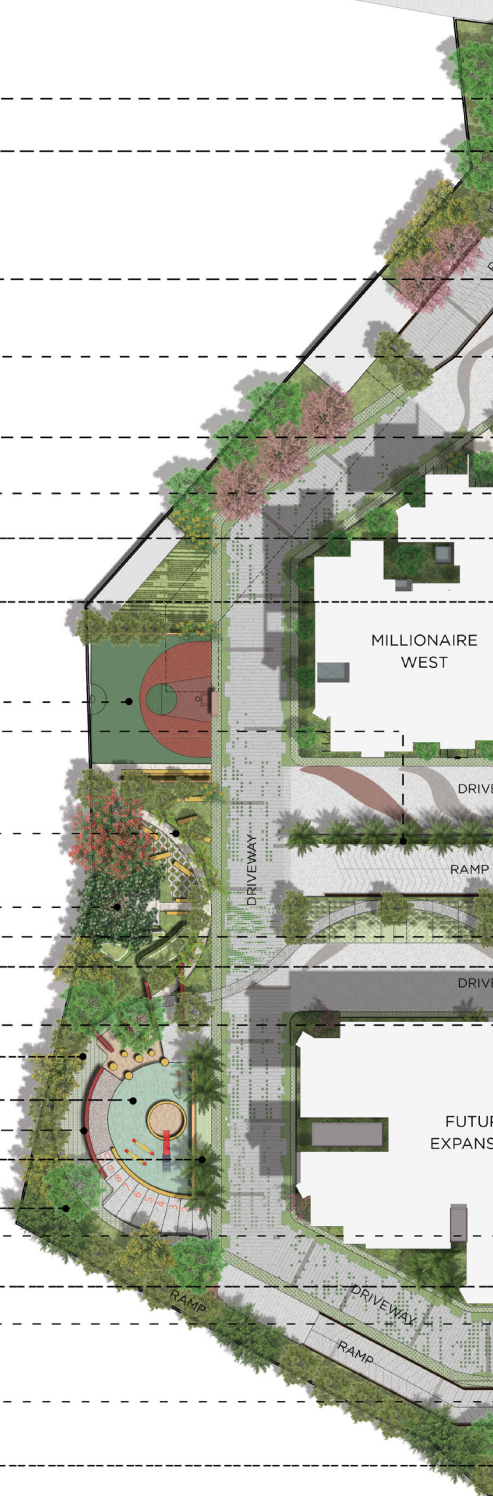 MILLIONAIRE
WEST
DRIVE
DRIVEWAY
RAMP
DRIVE
FUTUR
EXPANS
RAMP
DRIVEWAY
RAMP